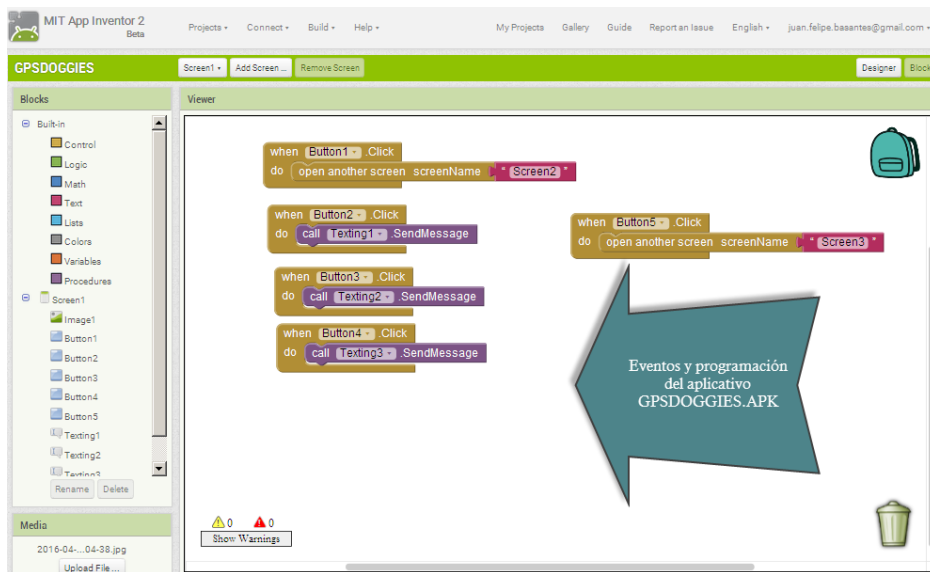 MIT App Inventor 2
Beta
Projects Connect Build Help My Projects Gallery Guide Report an Issue English juan.felipe.basantes@gmail.com
GPSDOGGIES Screen1 Add Screen ... Remove Screen Designer Block
Blocks
Viewer
Built-in
Control
Logic
Math
Text
Lists
Colors
Variables
Procedures
Screen1
Image1
Button1
Button2
Button3
Button4
Button5
Texting1
Texting2
Texting3
Rename Delete
Media
2016-04-...04-38.jpg
Upload File ...
when Button1 .Click
do open another screen screenName " Screen2 "
when Button2 .Click
do call Texting1 .SendMessage
when Button3 .Click
do call Texting2 .SendMessage
when Button4 .Click
do call Texting3 .SendMessage
when Button5 .Click
do open another screen screenName " Screen3 "
Eventos y programación
del aplicativo
GPSDOGGIES.APK
0 0
Show Warnings